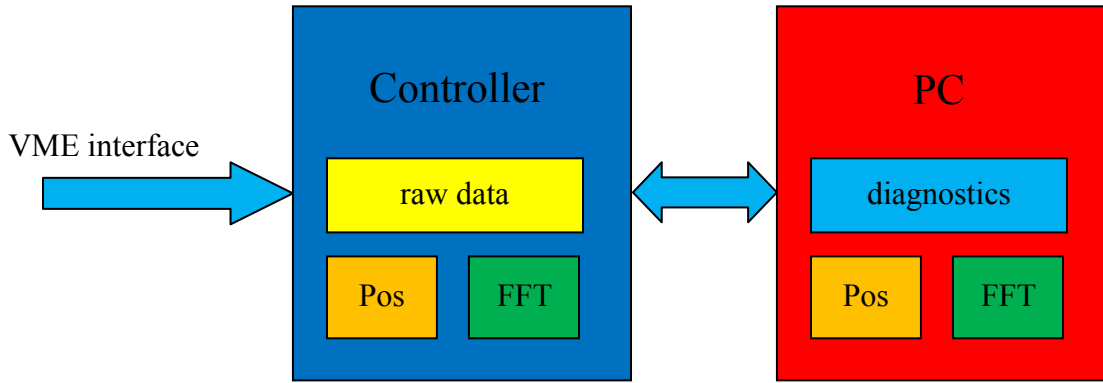 VME interface
Controller
raw data
Pos
FFT
PC
diagnostics
Pos
FFT